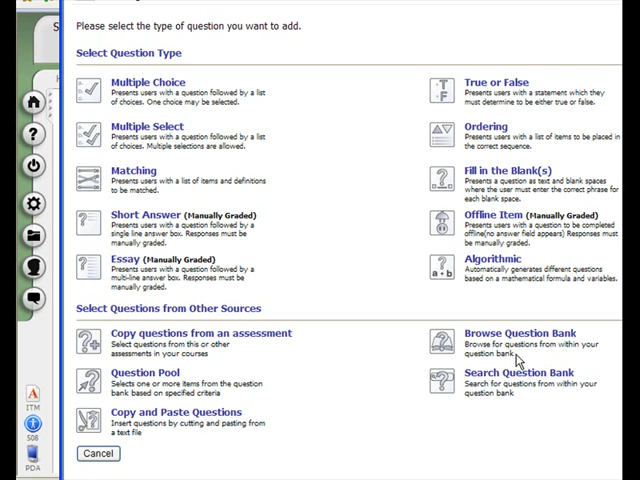 Please select the type of question you want to add.
Select Question Type
Multiple Choice
Presents users with a question followed by a list
of choices. One choice may be selected.
True or False
Presents users with a statement which they
must determine to be either true or false.
Multiple Select
Presents users with a question followed by a list
of choices. Multiple selections are allowed.
Ordering
Presents users with a list of items to be placed in
the correct sequence.
Matching
Presents users with a list of items and definitions
to be matched.
Fill in the Blank(s)
Presents a question as text and blank spaces
where the user must enter the correct phrase for
each blank space.
Short Answer (Manually Graded)
Presents users with a question followed by a
single line answer box. Responses must be
manually graded.
Offline Item (Manually Graded)
Presents users with a question to be completed
offline(no answer field appears) Responses must
be manually graded.
Essay (Manually Graded)
Presents users with a question followed by a
multi-line answer box. Responses must be
manually graded.
Algorithmic
Automatically generates different questions
based on a mathematical formula and variables.
Select Questions from Other Sources
Copy questions from an assessment
Select questions from this or other
assessments in your courses
Browse Question Bank
Browse for questions from within your
question bank
Question Pool
Selects one or more items from the question
bank based on specified criteria
Search Question Bank
Search for questions from within your
question bank
Copy and Paste Questions
Insert questions by cutting and pasting from
a text file
Cancel
ITM
508
PDA